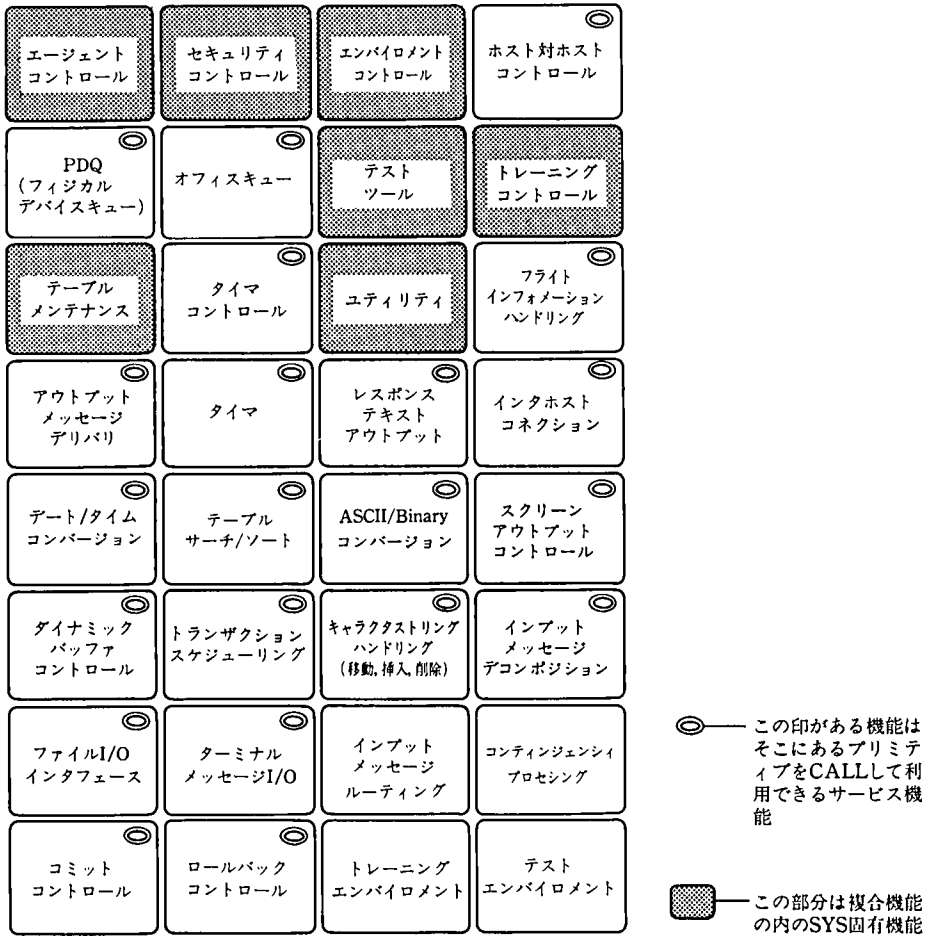 エージェント
コントロール
セキュリティ
コントロール
エンバイロメント
コントロール
ホスト対ホスト
コントロール
PDQ
(フィジカル
デバイスキュー)
オフィスキュー
テスト
ツール
トレーニング
コントロール
テーブル
メンテナンス
タイマ
コントロール
ユティリティ
フライト
インフォメーション
ハンドリング
アウトプット
メッセージ
デリバリ
タイマ
レスポンス
テキスト
アウトプット
インタホスト
コネクション
デート/タイム
コンバージョン
テーブル
サーチ/ソート
ASCII/Binary
コンバージョン
スクリーン
アウトプット
コントロール
ダイナミック
バッファ
コントロール
トランザクション
スケジューリング
キャラクタストリング
ハンドリング
(移動,挿入,削除)
インプット
メッセージ
デコンポジション
ファイルI/O
インタフェース
ターミナル
メッセージI/O
インプット
メッセージ
ルーティング
コンティンジェンシィ
プロセシング
コミット
コントロール
ロールバック
コントロール
トレーニング
エンバイロメント
テスト
エンバイロメント
この印がある機能は
そこにあるプリミテ
ィブをCALLして利
用できるサービス機
能
この部分は複合機能
の内のSYS固有機能